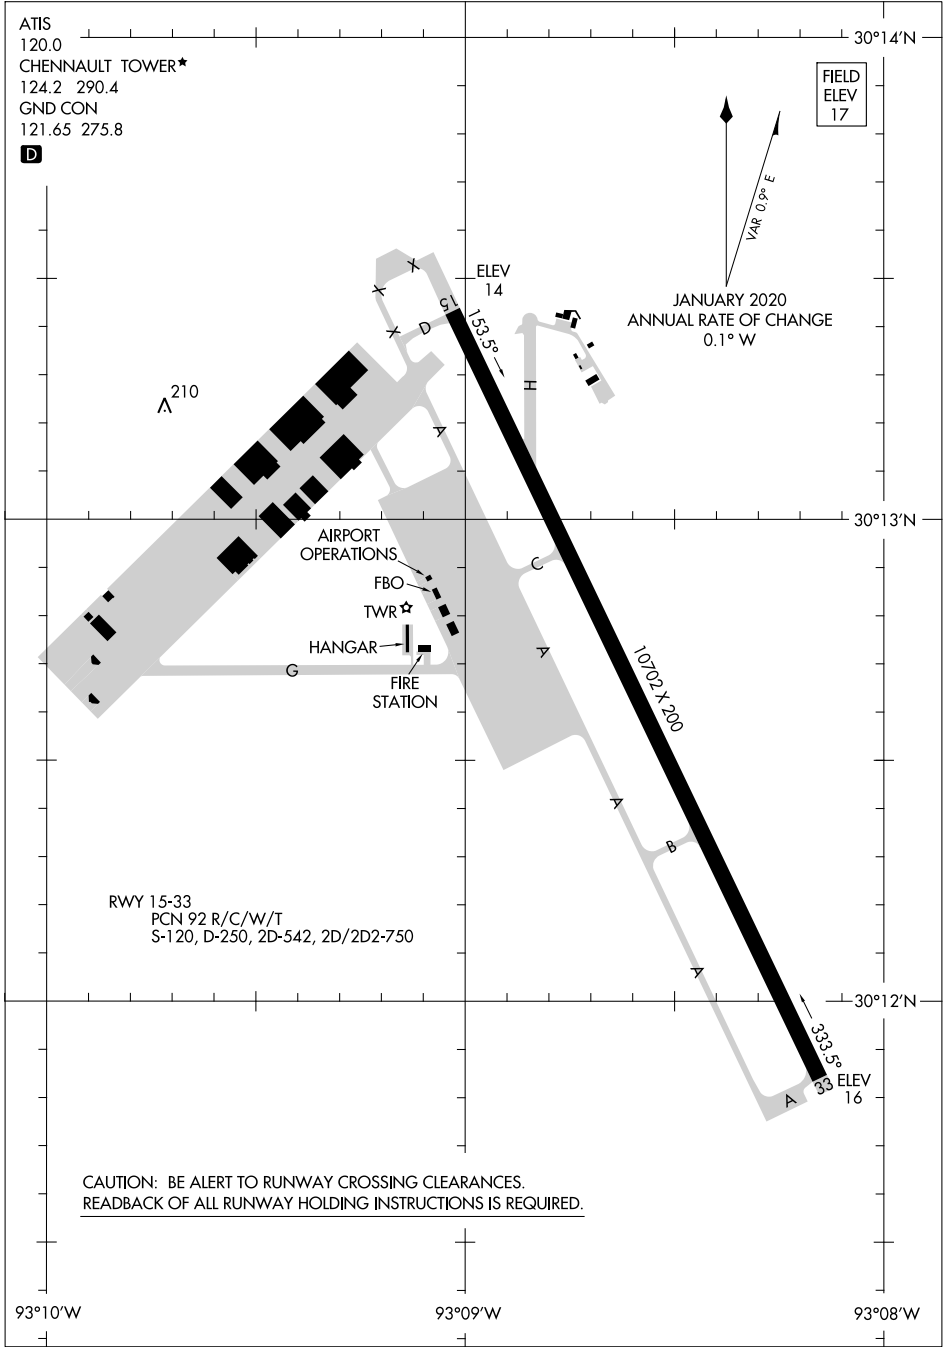 ATIS
120.0
CHENNAULT TOWER★
124.2 290.4
GND CON
121.65 275.8
D
30°14'N
FIELD
ELEV
17
VAR 0.9° E
JANUARY 2020
ANNUAL RATE OF CHANGE
0.1° W
X
X
X
ELEV
14
15
153.5°
D
H
210
A
30°13'N
AIRPORT
OPERATIONS
C
FBO
TWR
HANGAR
A
G
FIRE
STATION
10702 X 200
A
B
RWY 15-33
PCN 92 R/C/W/T
S-120, D-250, 2D-542, 2D/2D2-750
A
30°12'N
333.5°
33
ELEV
16
A
CAUTION: BE ALERT TO RUNWAY CROSSING CLEARANCES.
READBACK OF ALL RUNWAY HOLDING INSTRUCTIONS IS REQUIRED.
93°10'W
93°09'W
93°08'W